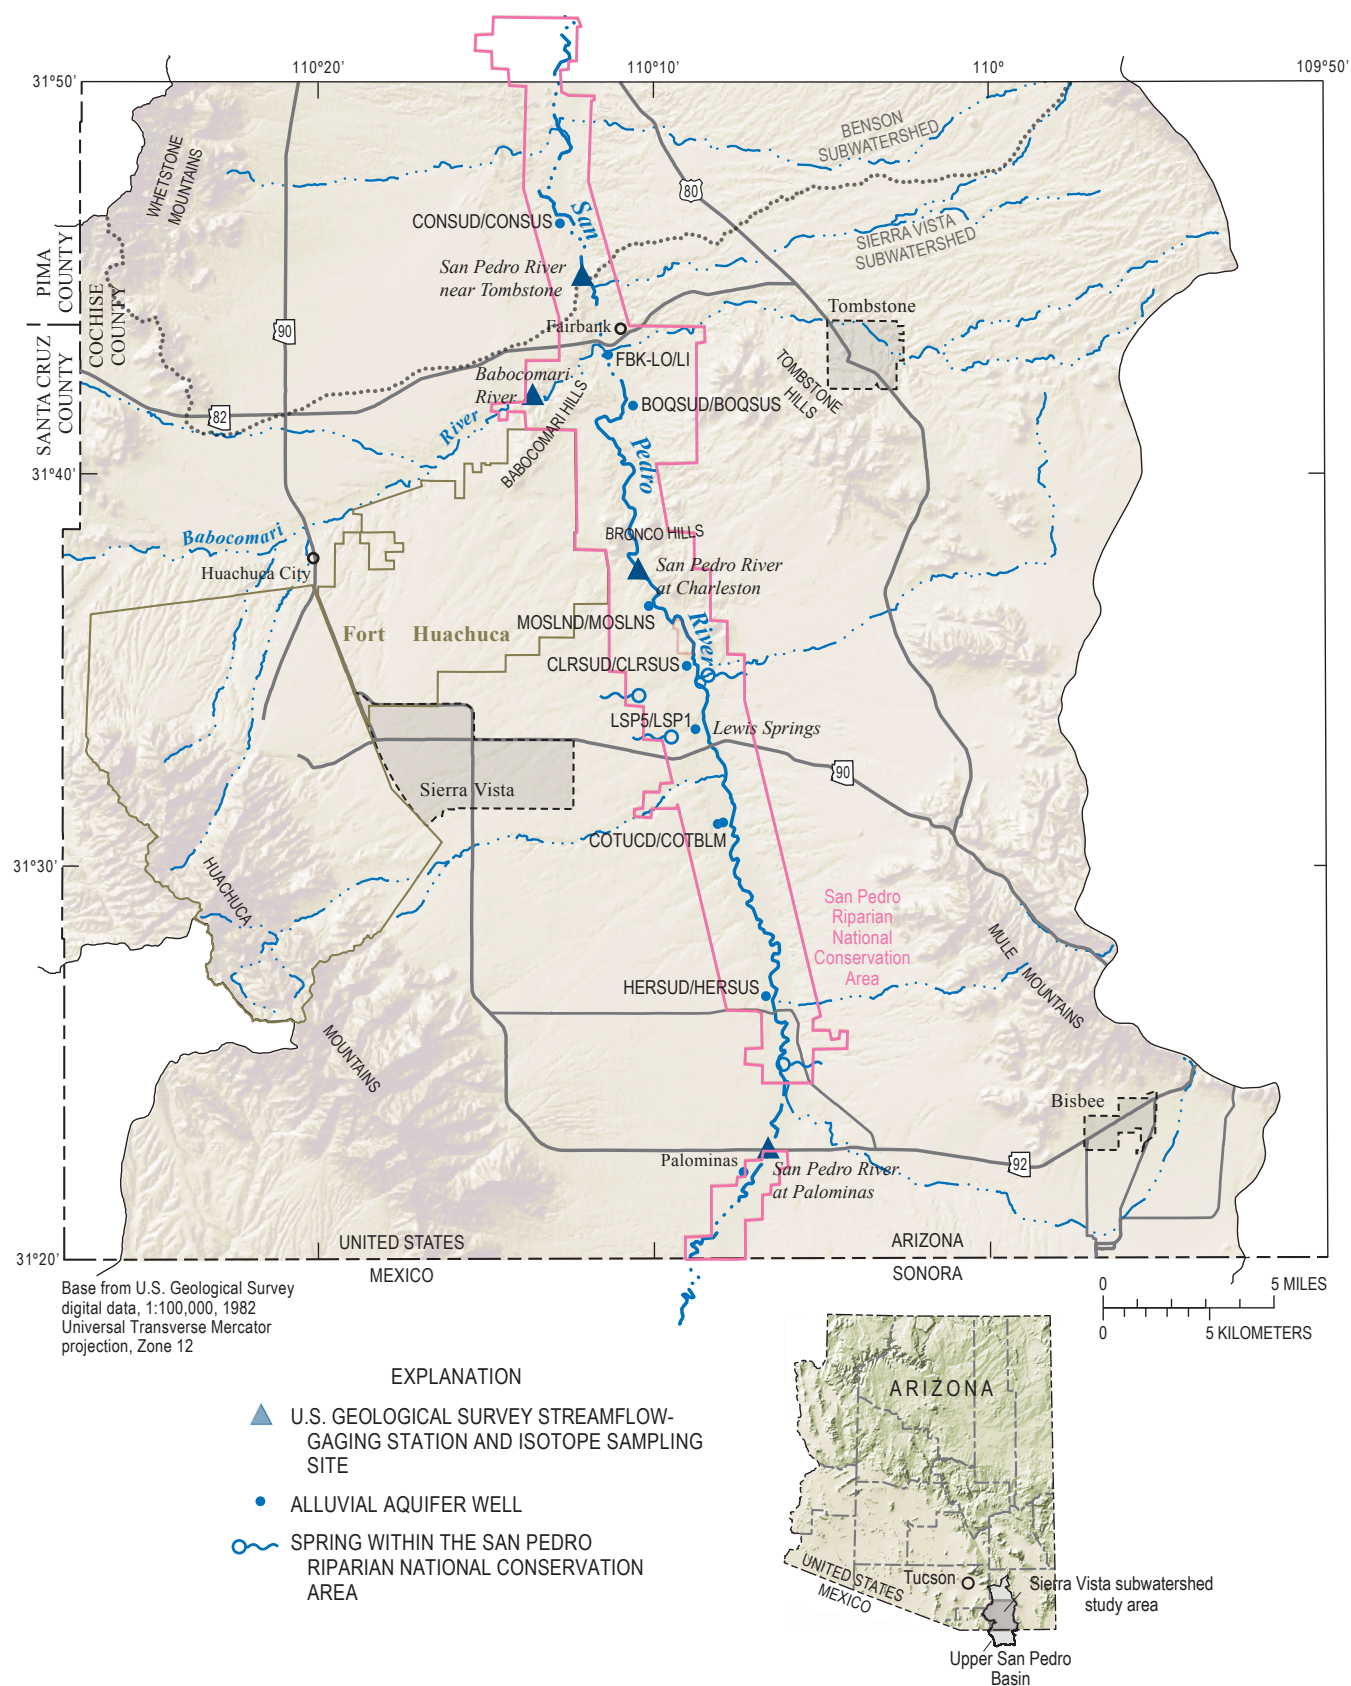 110°20'
110°10'
110°
109°50'
31°50'
BENSON
SUBWATERSHED
WHETSTONE
MOUNTAINS
80
CONSUD/CONSUS
San
SIERRA VISTA
SUBWATERSHED
PIMA
COUNTY
San Pedro River
near Tombstone
COCHISE
COUNTY
Tombstone
90
Fairbank
FBK-LO/LI
SANTA CRUZ
COUNTY
Babocomari
River
TOMBSTONE
HILLS
BOQSUD/BOQSUS
82
River
BABOCOMARI HILLS
Pedro
31°40'
Babocomari
BRONCO HILLS
Huachuca City
San Pedro River
at Charleston
MOSLND/MOSLNS
Fort Huachuca
River
CLRSUD/CLRSUS
LSP5/LSP1
Lewis Springs
90
Sierra Vista
COTUCD/COTBLM
31°30'
HUACHUCA
San Pedro
Riparian
National
Conservation
Area
MULE MOUNTAINS
HERSUD/HERSUS
MOUNTAINS
Bisbee
Palominas
92
San Pedro River
at Palominas
UNITED STATES
ARIZONA
31°20'
MEXICO
SONORA
Base from U.S. Geological Survey
digital data, 1:100,000, 1982
Universal Transverse Mercator
projection, Zone 12
0 5 MILES
0 5 KILOMETERS
EXPLANATION
U.S. GEOLOGICAL SURVEY STREAMFLOW-
GAGING STATION AND ISOTOPE SAMPLING
SITE
ALLUVIAL AQUIFER WELL
SPRING WITHIN THE SAN PEDRO
RIPARIAN NATIONAL CONSERVATION
AREA
ARIZONA
UNITED STATES
MEXICO
Tucson
Sierra Vista subwatershed
study area
Upper San Pedro
Basin